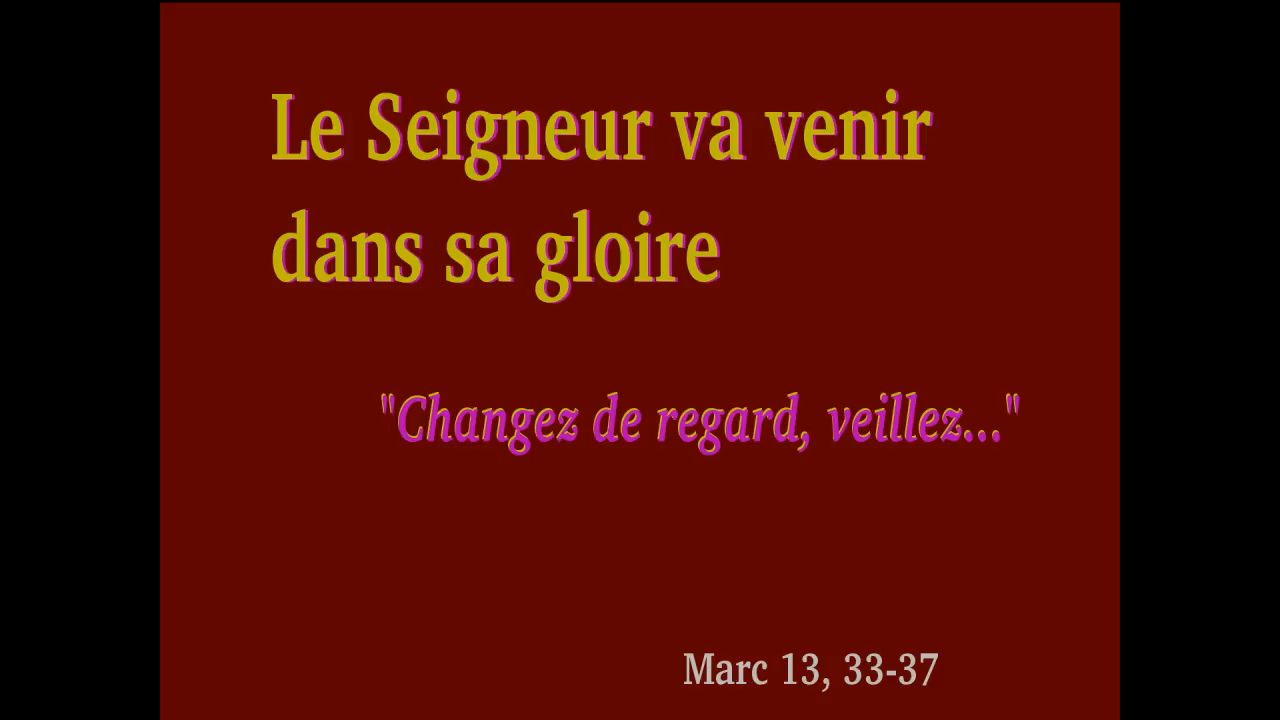 Le Seigneur va venir
dans sa gloire
"Changez de regard, veillez..."
Marc 13, 33-37